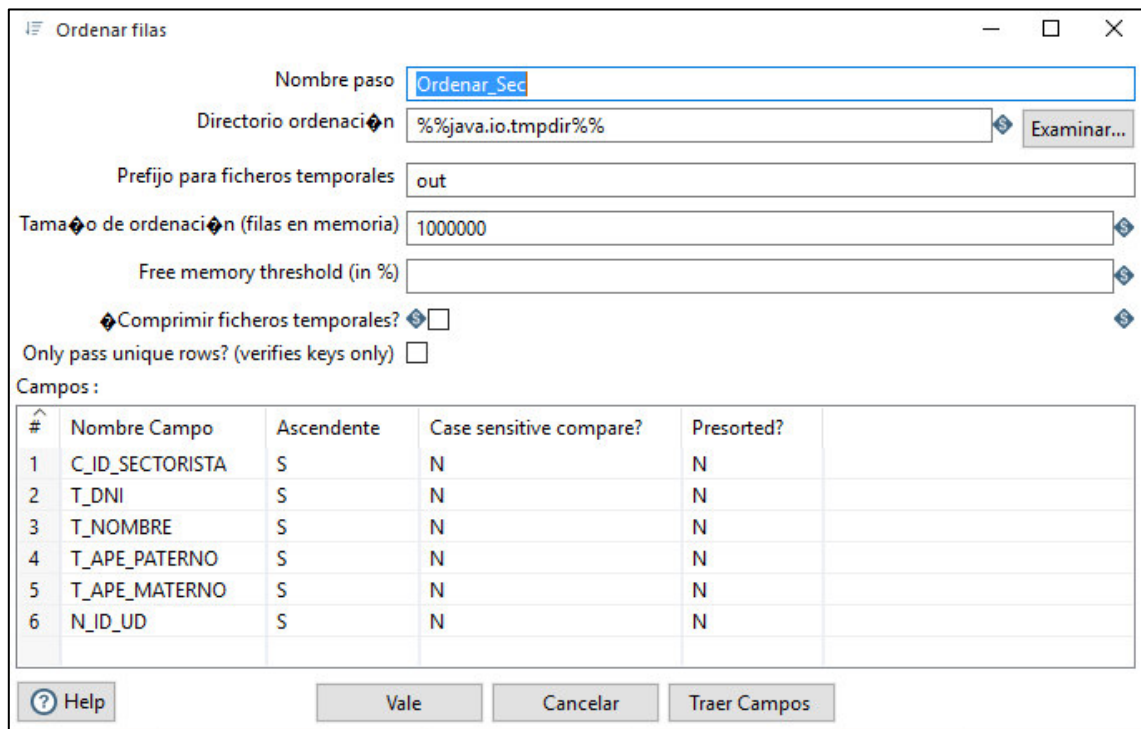 Ordenar filas
Nombre paso Ordenar_Sec
Directorio ordenaci�n %%java.io.tmpdir%% Examinar...
Prefijo para ficheros temporales out
Tama�o de ordenaci�n (filas en memoria) 1000000
Free memory threshold (in %)
�Comprimir ficheros temporales?
Only pass unique rows? (verifies keys only)
Campos :
# Nombre Campo Ascendente Case sensitive compare? Presorted?
1 C_ID_SECTORISTA S N N
2 T_DNI S N N
3 T_NOMBRE S N N
4 T_APE_PATERNO S N N
5 T_APE_MATERNO S N N
6 N_ID_UD S N N
Help Vale Cancelar Traer Campos